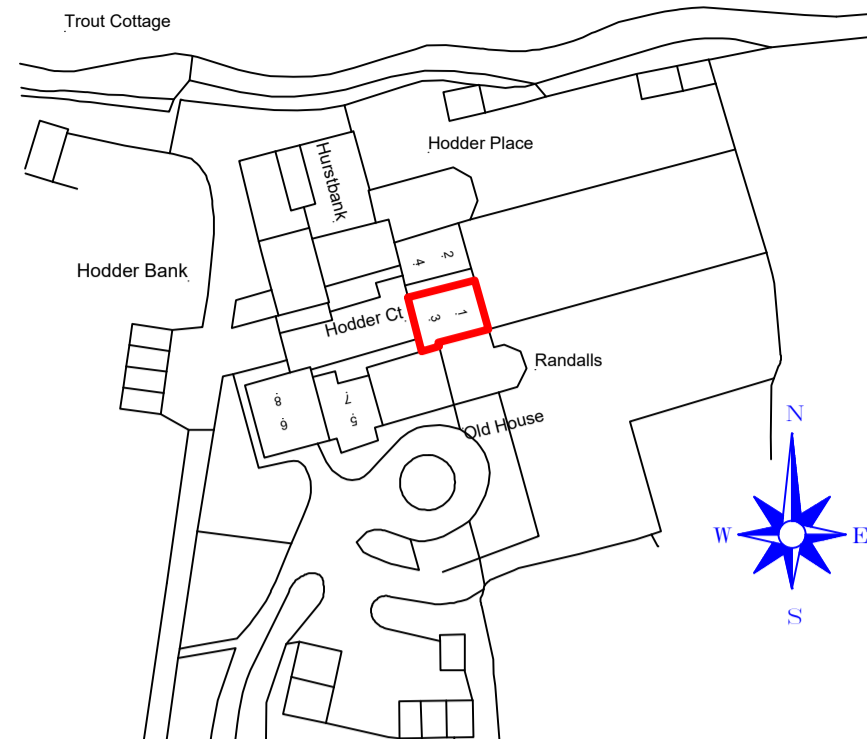 Trout Cottage
Hodder Place
Hurstbank
2
4
Hodder Bank
1
3
Hodder Ct
Randalls
8
7
6
5
Old House
N
W
E
S